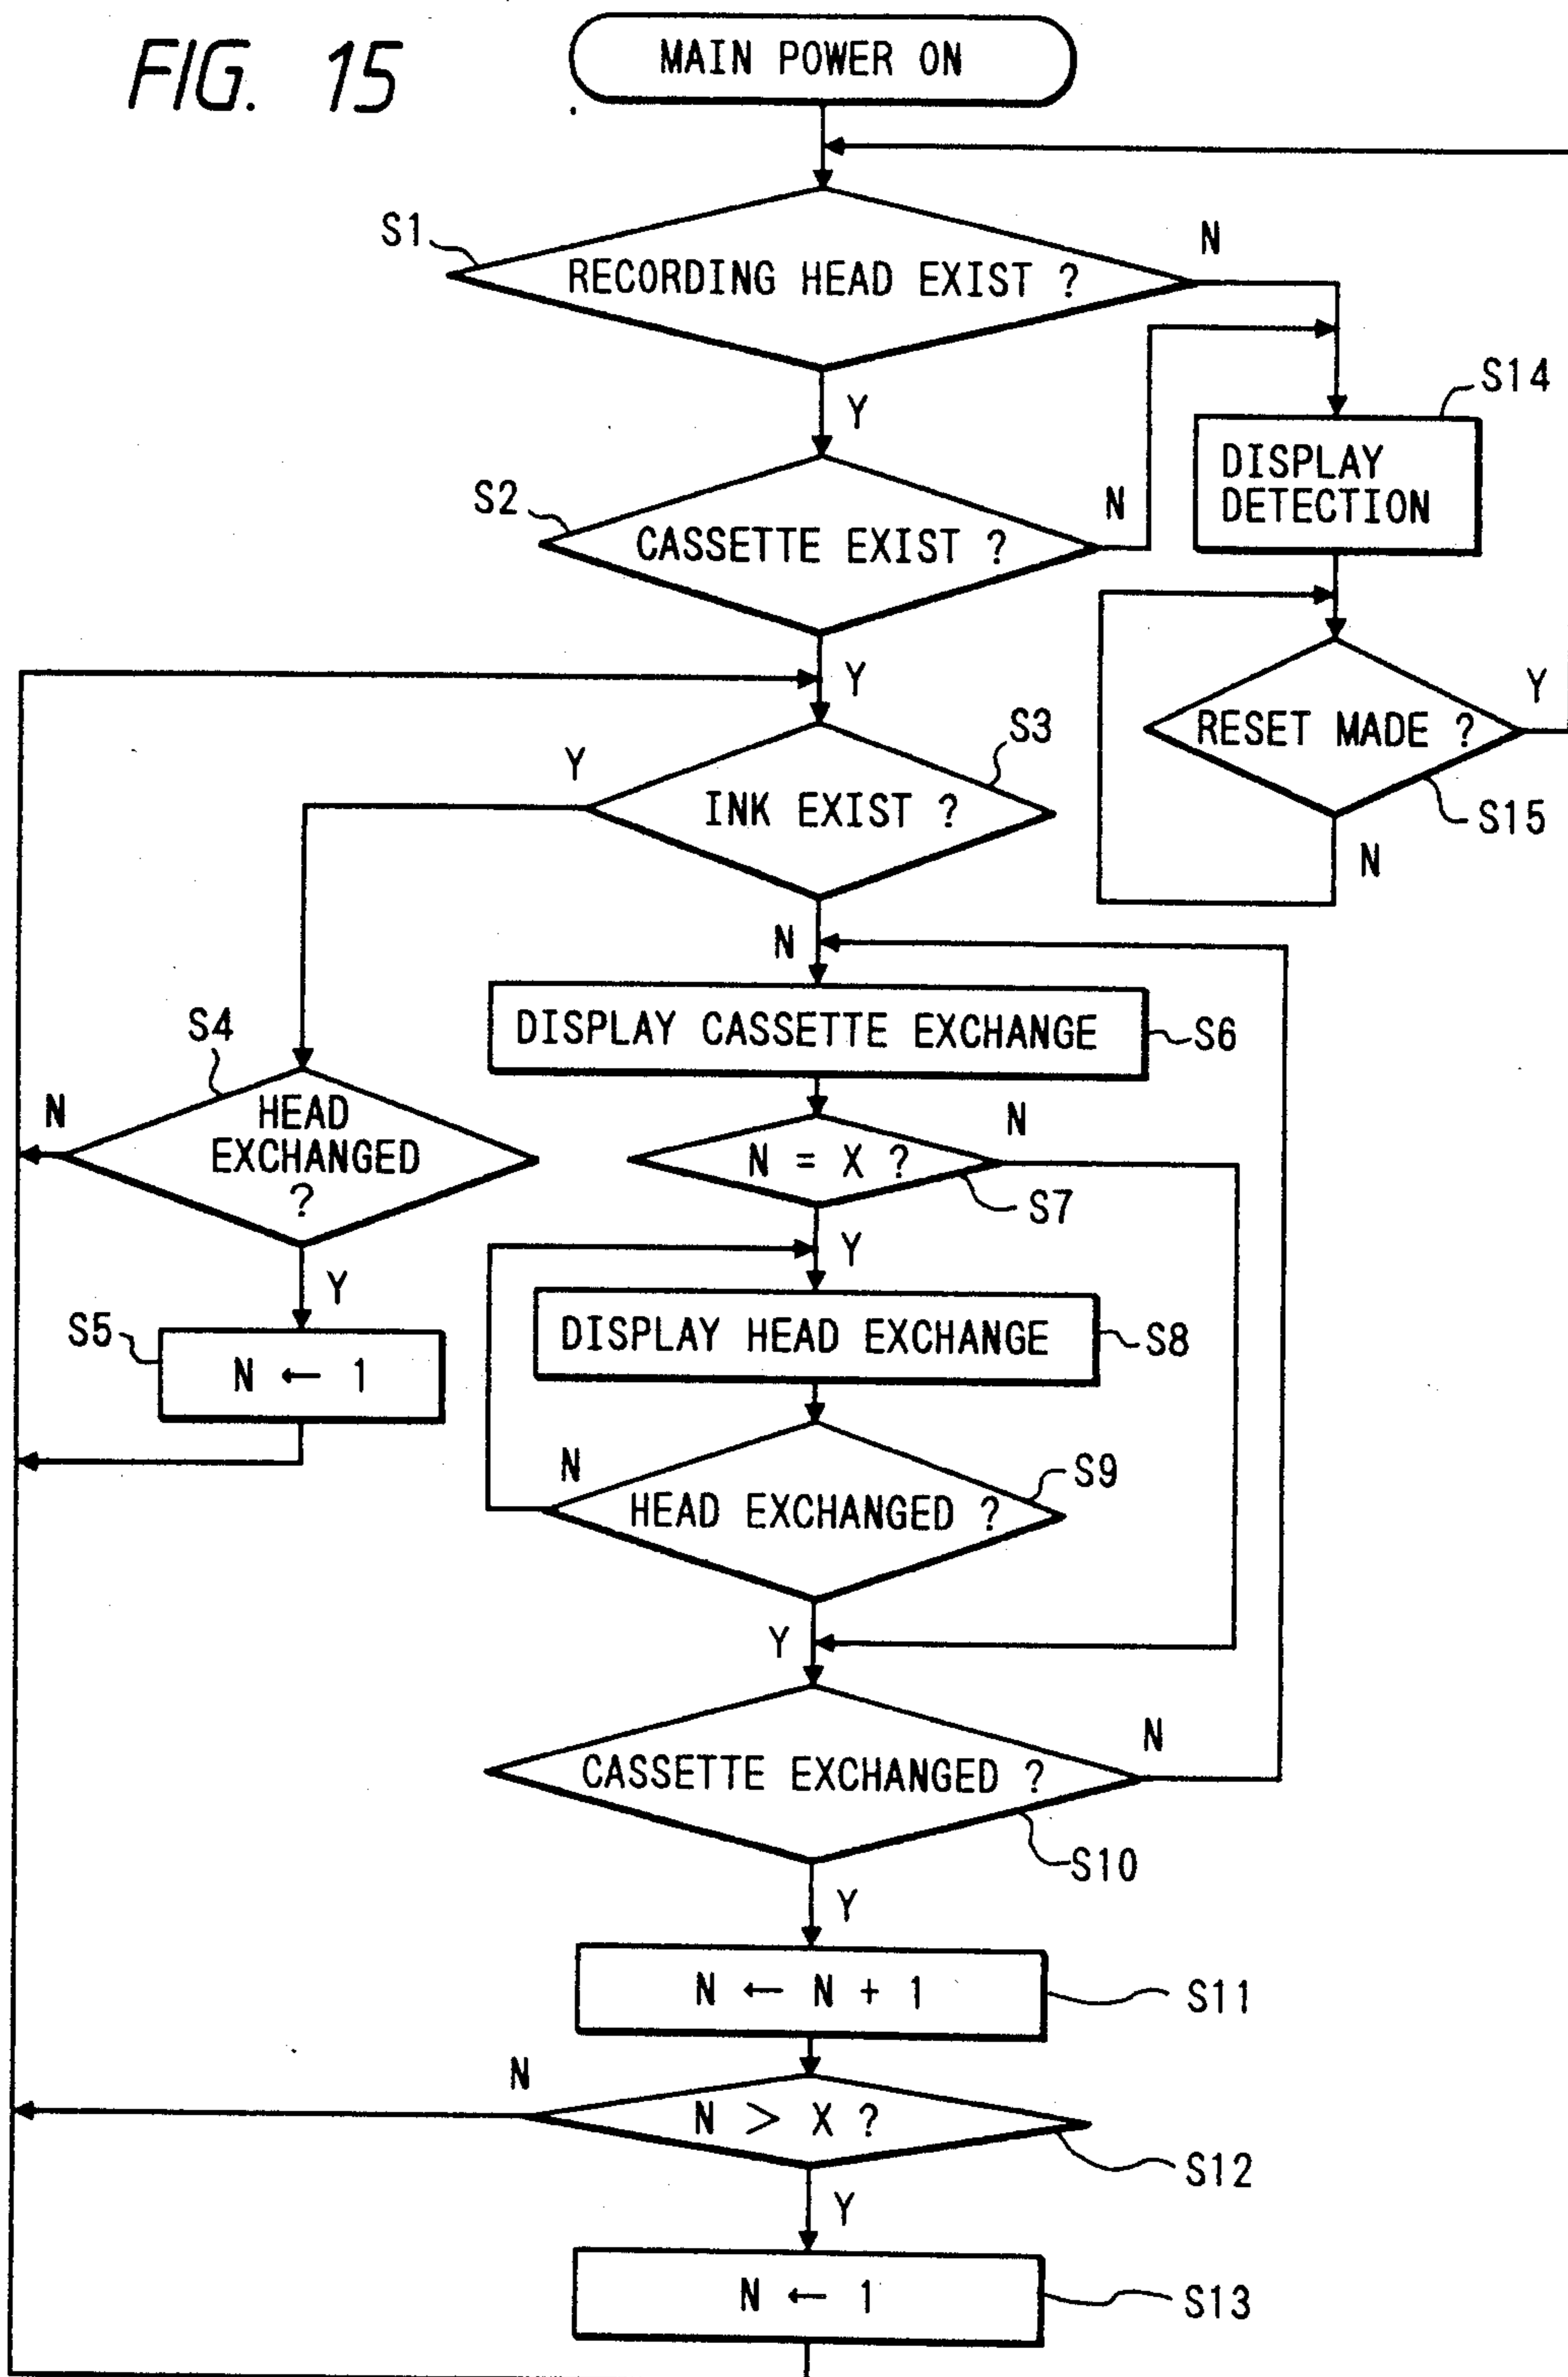 FIG. 15
MAIN POWER ON
S1
RECORDING HEAD EXIST ?
N
Y
S14
DISPLAY
DETECTION
S2
CASSETTE EXIST ?
N
Y
RESET MADE ?
Y
S15
N
S3
Y
INK EXIST ?
N
DISPLAY CASSETTE EXCHANGE
S6
S4
N
HEAD
EXCHANGED
?
Y
S5
N ← 1
N = X ?
N
S7
Y
DISPLAY HEAD EXCHANGE
S8
N
HEAD EXCHANGED ?
S9
Y
CASSETTE EXCHANGED ?
N
S10
Y
N ← N + 1
S11
N
N > X ?
S12
Y
N ← 1
S13